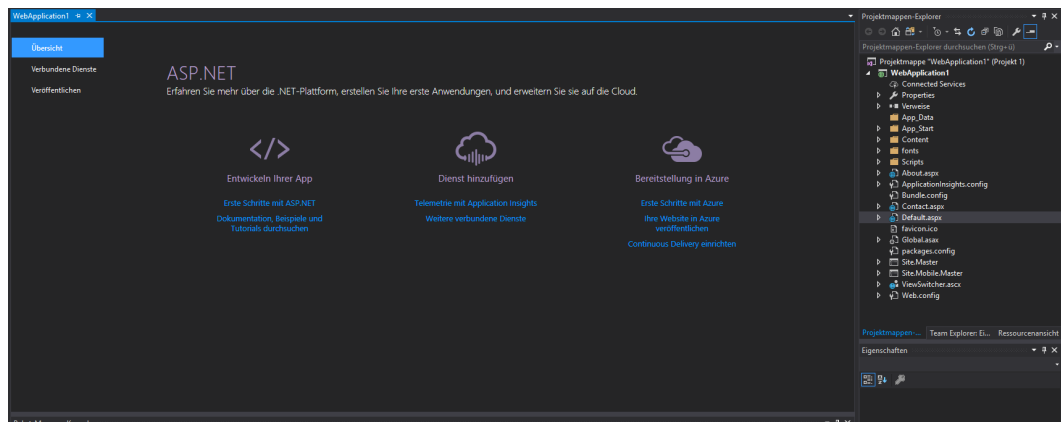 WebApplication1
Übersicht
Verbundene Dienste
Veröffentlichen
ASP.NET
Erfahren Sie mehr über die .NET-Plattform, erstellen Sie Ihre erste Anwendungen, und erweitern Sie sie auf die Cloud.
Entwickeln Ihrer App
Erste Schritte mit ASP.NET
Dokumentation, Beispiele und
Tutorials durchsuchen
Dienst hinzufügen
Telemetrie mit Application Insights
Weitere verbundene Dienste
Bereitstellung in Azure
Erste Schritte mit Azure
Ihre Website in Azure
veröffentlichen
Continuous Delivery einrichten
Projektmappen-Explorer
Projektmappen-Explorer durchsuchen (Strg+ü)
Projektmappe "WebApplication1" (Projekt 1)
WebApplication1
Connected Services
Properties
Verweise
App_Data
App_Start
Content
fonts
Scripts
About.aspx
ApplicationInsights.config
Bundle.config
Contact.aspx
Default.aspx
favicon.ico
Global.asax
packages.config
Site.Master
Site.Mobile.Master
ViewSwitcher.ascx
Web.config
Projektmappen-... Team Explorer: Ei... Ressourcenansicht
Eigenschaften